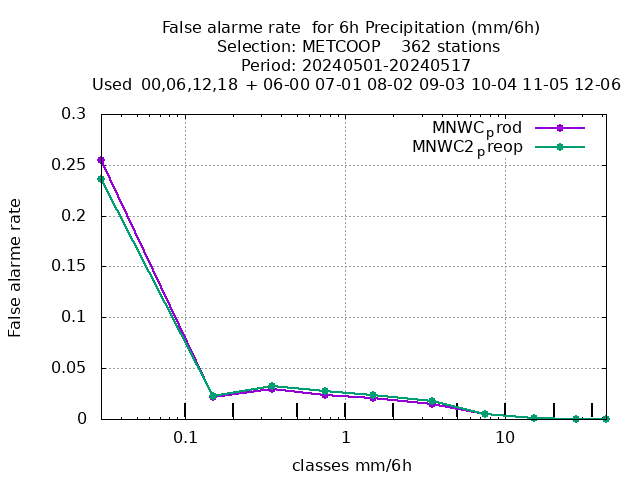 False alarme rate  for 6h Precipitation (mm/6h)
Selection: METCOOP    362 stations
Period: 20240501-20240517
Used  00,06,12,18  + 06-00 07-01 08-02 09-03 10-04 11-05 12-06
MNWCprod
MNWC2preop
0.3
0.25
0.2
0.15
0.1
0.05
0
False alarme rate
0.1 1 10
classes mm/6h